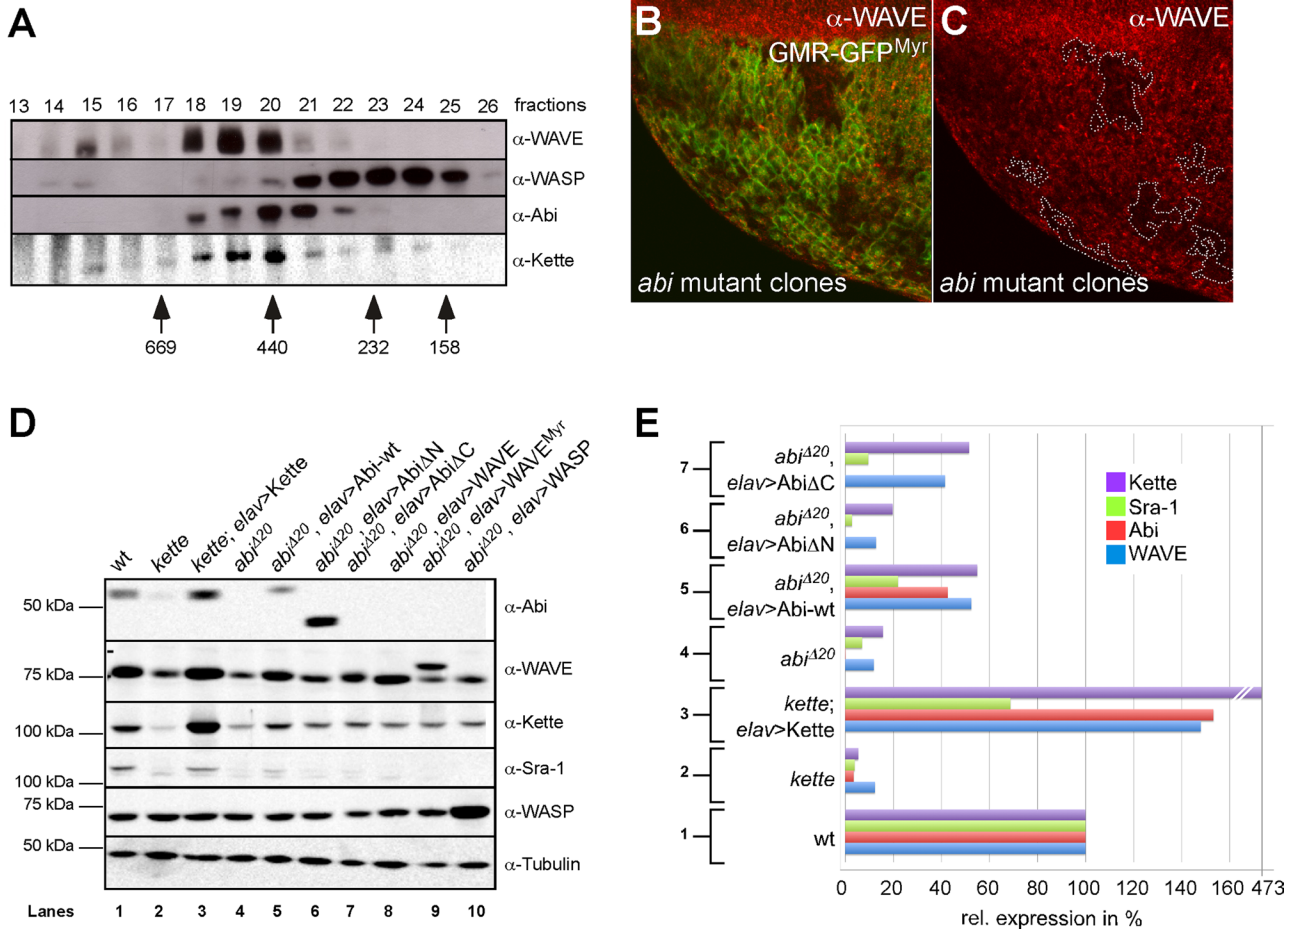 A
13 14 15 16 17 18 19 20 21 22 23 24 25 26 fractions
α-WAVE
α-WASP
α-Abi
α-Kette
669 440 232 158
B
α-WAVE
GMR-GFPMyr
abi mutant clones
C
α-WAVE
abi mutant clones
D
wt
kette
kette; elav>Kette
abiΔ20
abiΔ20, elav>Abi-wt
abiΔ20, elav>AbiΔN
abiΔ20, elav>AbiΔC
abiΔ20, elav>WAVE
abiΔ20, elav>WAVEMyr
abiΔ20, elav>WASP
50 kDa
α-Abi
75 kDa
α-WAVE
100 kDa
α-Kette
100 kDa
α-Sra-1
75 kDa
α-WASP
50 kDa
α-Tubulin
Lanes 1 2 3 4 5 6 7 8 9 10
E
7
abiΔ20,
elav>AbiΔC
6
abiΔ20,
elav>AbiΔN
5
abiΔ20,
elav>Abi-wt
4
abiΔ20
3
kette;
elav>Kette
2
kette
1
wt
Kette
Sra-1
Abi
WAVE
0 20 40 60 80 100 120 140 160 473
rel. expression in %